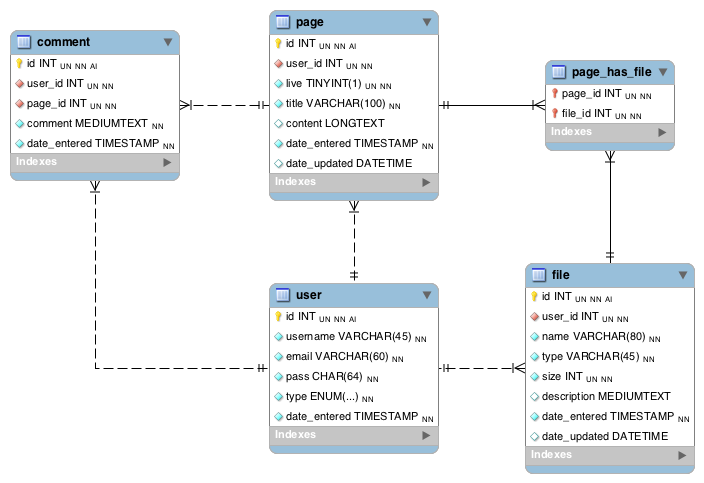 comment
id INT UN NN AI
user_id INT UN NN
page_id INT UN NN
comment MEDIUMTEXT NN
date_entered TIMESTAMP NN
Indexes
page
id INT UN NN AI
user_id INT UN NN
live TINYINT(1) UN NN
title VARCHAR(100) NN
content LONGTEXT
date_entered TIMESTAMP NN
date_updated DATETIME
Indexes
page_has_file
page_id INT UN NN
file_id INT UN NN
Indexes
user
id INT UN NN AI
username VARCHAR(45) NN
email VARCHAR(60) NN
pass CHAR(64) NN
type ENUM(...) NN
date_entered TIMESTAMP NN
Indexes
file
id INT UN NN AI
user_id INT UN NN
name VARCHAR(80) NN
type VARCHAR(45) NN
size INT UN NN
description MEDIUMTEXT
date_entered TIMESTAMP NN
date_updated DATETIME
Indexes